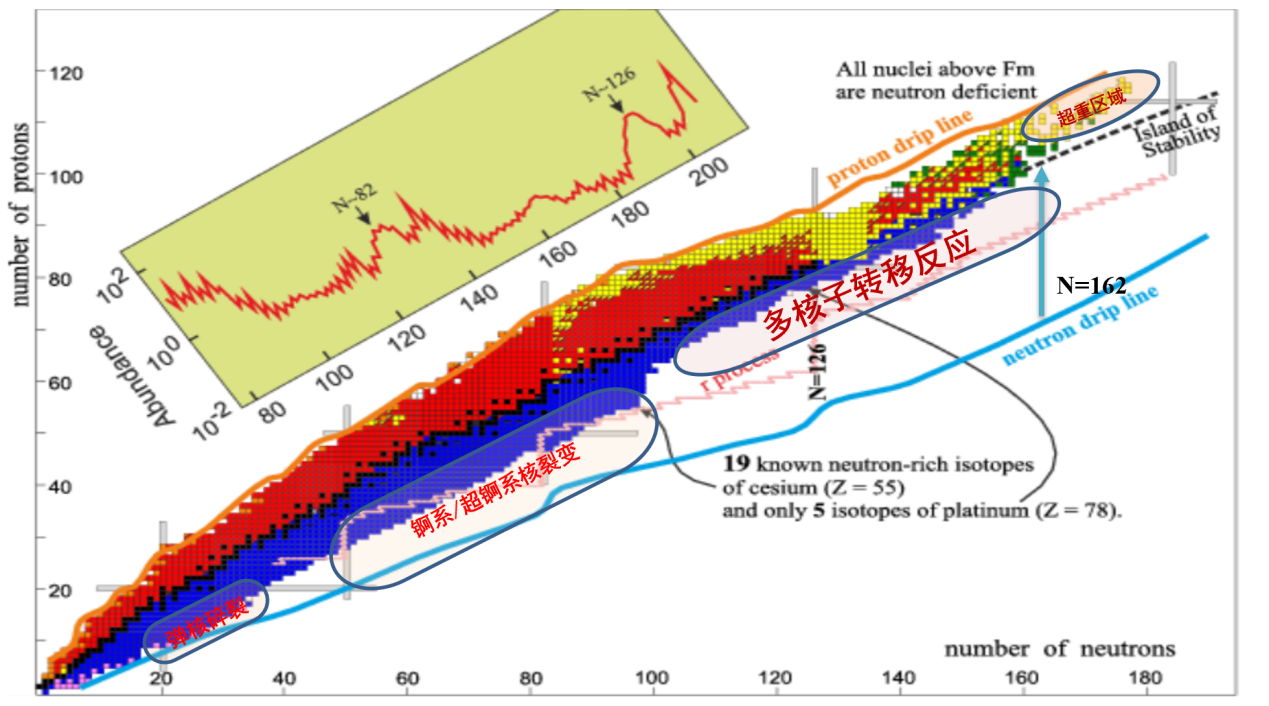 number of protons
120
100
80
60
40
20
20
40
60
80
100
120
140
160
180
number of neutrons
Abundance
10²
10⁰
10⁻²
80
100
120
140
160
180
200
N~82
N~126
All nuclei above Fm
are neutron deficient
proton drip line
超重区域
Island of
Stability
多核子转移反应
N=162
neutron drip line
r process
N=126
锕系/超锕系核裂变
弹核碎裂
19 known neutron-rich isotopes
of cesium (Z = 55)
and only 5 isotopes of platinum (Z = 78).